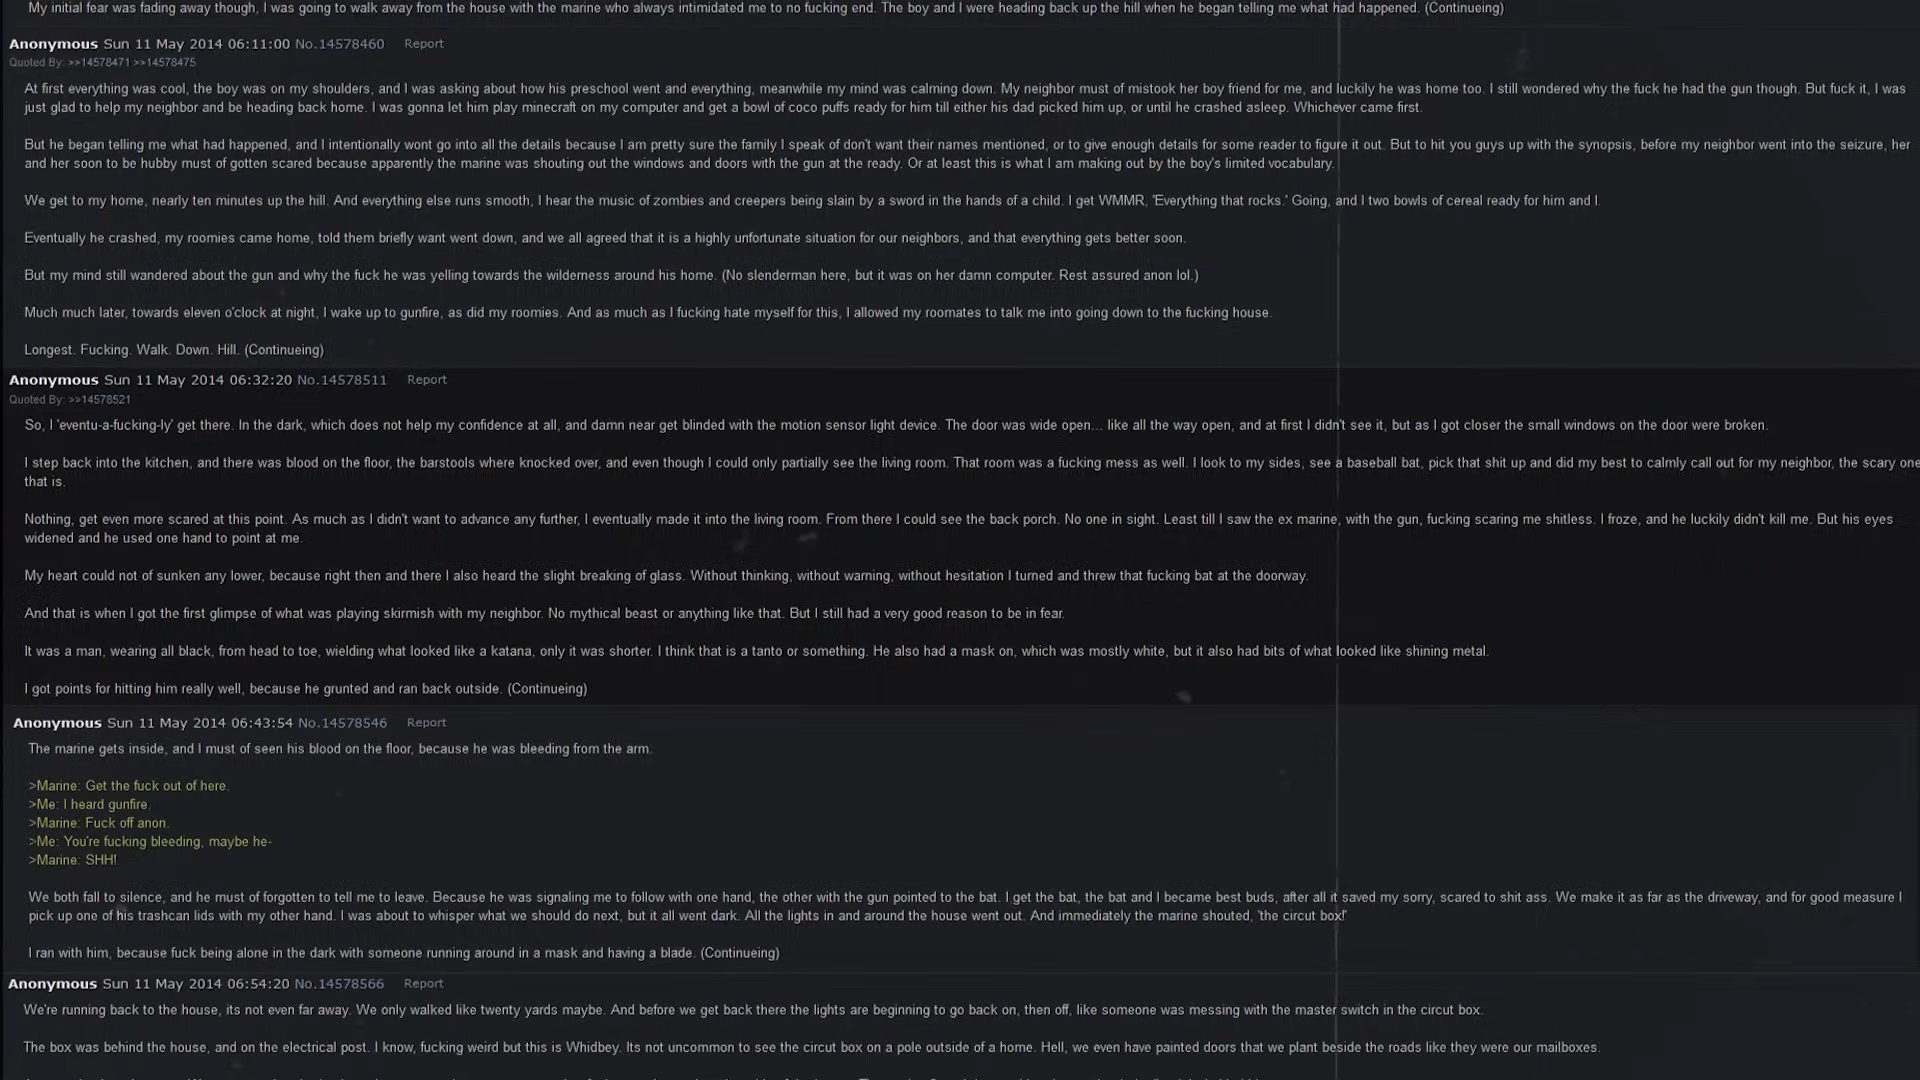 My initial fear was fading away though, I was going to walk away from the house with the marine who always intimidated me to no fucking end. The boy and I were heading back up the hill when he began telling me what had happened. (Continueing)
Anonymous Sun 11 May 2014 06:11:00 No.14578460 Report
Quoted By: >>14578471 >>14578475
At first everything was cool, the boy was on my shoulders, and I was asking about how his preschool went and everything, meanwhile my mind was calming down. My neighbor must of mistook her boy friend for me, and luckily he was home too. I still wondered why the fuck he had the gun though. But fuck it, I was
just glad to help my neighbor and be heading back home. I was gonna let him play minecraft on my computer and get a bowl of coco puffs ready for him till either his dad picked him up, or until he crashed asleep. Whichever came first.
But he began telling me what had happened, and I intentionally wont go into all the details because I am pretty sure the family I speak of don't want their names mentioned, or to give enough details for some reader to figure it out. But to hit you guys up with the synopsis, before my neighbor went into the seizure, her
and her soon to be hubby must of gotten scared because apparently the marine was shouting out the windows and doors with the gun at the ready. Or at least this is what I am making out by the boy's limited vocabulary.
We get to my home, nearly ten minutes up the hill. And everything else runs smooth, I hear the music of zombies and creepers being slain by a sword in the hands of a child. I get WMMR, 'Everything that rocks.' Going, and I two bowls of cereal ready for him and I.
Eventually he crashed, my roomies came home, told them briefly want went down, and we all agreed that it is a highly unfortunate situation for our neighbors, and that everything gets better soon.
But my mind still wandered about the gun and why the fuck he was yelling towards the wilderness around his home. (No slenderman here, but it was on her damn computer. Rest assured anon lol.)
Much much later, towards eleven o'clock at night, I wake up to gunfire, as did my roomies. And as much as I fucking hate myself for this, I allowed my roomates to talk me into going down to the fucking house.
Longest. Fucking. Walk. Down. Hill. (Continueing)
Anonymous Sun 11 May 2014 06:32:20 No.14578511 Report
Quoted By: >>14578521
So, I 'eventu-a-fucking-ly' get there. In the dark, which does not help my confidence at all, and damn near get blinded with the motion sensor light device. The door was wide open... like all the way open, and at first I didn't see it, but as I got closer the small windows on the door were broken.
I step back into the kitchen, and there was blood on the floor, the barstools where knocked over, and even though I could only partially see the living room. That room was a fucking mess as well. I look to my sides, see a baseball bat, pick that shit up and did my best to calmly call out for my neighbor, the scary one
that is.
Nothing, get even more scared at this point. As much as I didn't want to advance any further, I eventually made it into the living room. From there I could see the back porch. No one in sight. Least till I saw the ex marine, with the gun, fucking scaring me shitless. I froze, and he luckily didn't kill me. But his eyes
widened and he used one hand to point at me.
My heart could not of sunken any lower, because right then and there I also heard the slight breaking of glass. Without thinking, without warning, without hesitation I turned and threw that fucking bat at the doorway.
And that is when I got the first glimpse of what was playing skirmish with my neighbor. No mythical beast or anything like that. But I still had a very good reason to be in fear.
It was a man, wearing all black, from head to toe, wielding what looked like a katana, only it was shorter. I think that is a tanto or something. He also had a mask on, which was mostly white, but it also had bits of what looked like shining metal.
I got points for hitting him really well, because he grunted and ran back outside. (Continueing)
Anonymous Sun 11 May 2014 06:43:54 No.14578546 Report
The marine gets inside, and I must of seen his blood on the floor, because he was bleeding from the arm.
>Marine: Get the fuck out of here.
>Me: I heard gunfire.
>Marine: Fuck off anon.
>Me: You're fucking bleeding, maybe he-
>Marine: SHH!
We both fall to silence, and he must of forgotten to tell me to leave. Because he was signaling me to follow with one hand, the other with the gun pointed to the bat. I get the bat, the bat and I became best buds, after all it saved my sorry, scared to shit ass. We make it as far as the driveway, and for good measure I
pick up one of his trashcan lids with my other hand. I was about to whisper what we should do next, but it all went dark. All the lights in and around the house went out. And immediately the marine shouted, 'the circut box!'
I ran with him, because fuck being alone in the dark with someone running around in a mask and having a blade. (Continueing)
Anonymous Sun 11 May 2014 06:54:20 No.14578566 Report
We're running back to the house, its not even far away. We only walked like twenty yards maybe. And before we get back there the lights are beginning to go back on, then off, like someone was messing with the master switch in the circut box.
The box was behind the house, and on the electrical post. I know, fucking weird but this is Whidbey. Its not uncommon to see the circut box on a pole outside of a home. Hell, we even have painted doors that we plant beside the roads like they were our mailboxes.